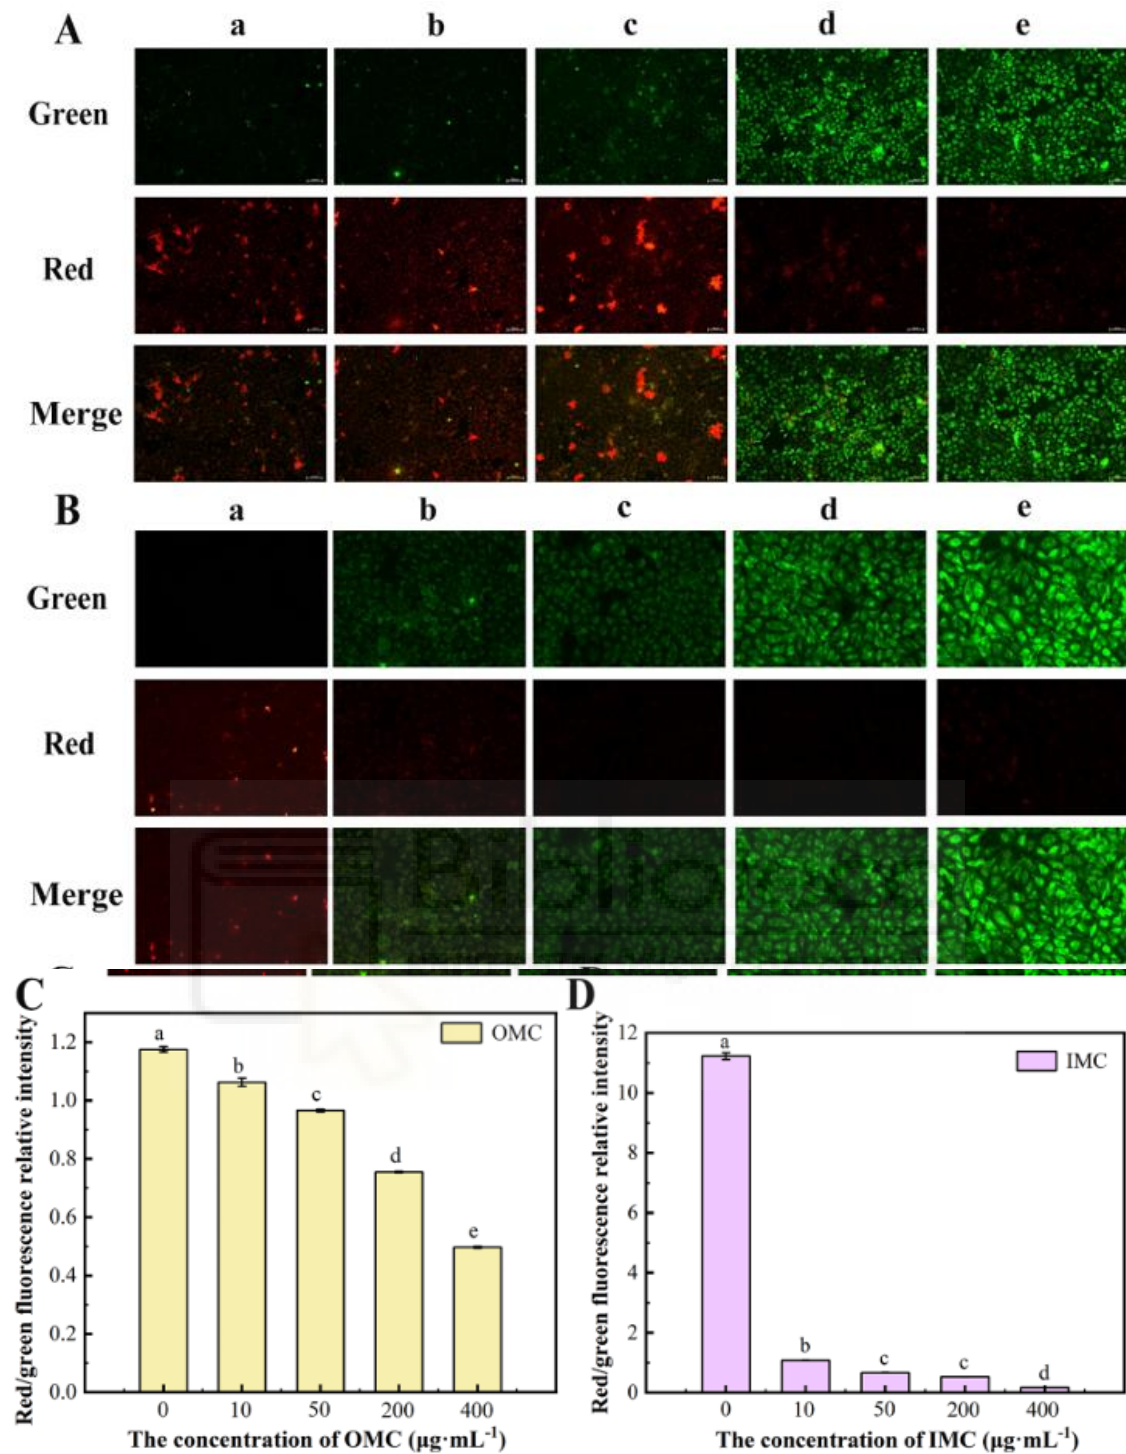 A a b c d e
Green
Red
Merge
B a b c d e
Green
Red
Merge
C
Red/green fluorescence relative intensity
OMC
1.2
1.0
0.8
0.6
0.4
0.2
0.0
a
b
c
d
e
0 10 50 200 400
The concentration of OMC (μg·mL⁻¹)
D
Red/green fluorescence relative intensity
IMC
12
10
8
6
4
2
0
a
b
c
c
d
0 10 50 200 400
The concentration of IMC (μg·mL⁻¹)